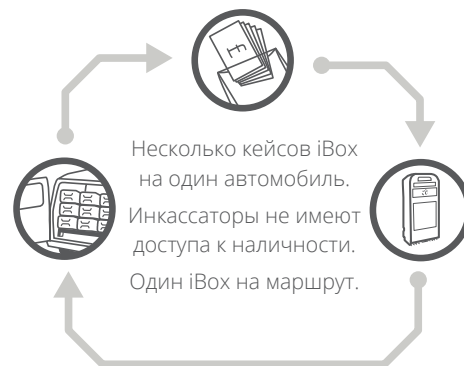 Несколько кейсов iBox
на один автомобиль.
Инкассаторы не имеют
доступа к наличности.
Один iBox на маршрут.